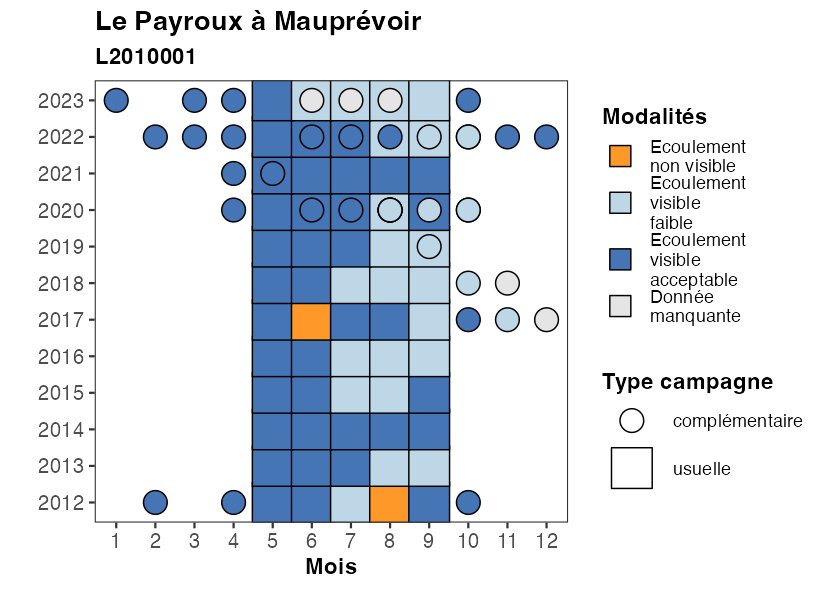 Le Payroux à Mauprévoir
L2010001
2023
2022
2021
2020
2019
2018
2017
2016
2015
2014
2013
2012
1 2 3 4 5 6 7 8 9 10 11 12
Mois
Modalités
Ecoulement
non visible
Ecoulement
visible
faible
Ecoulement
visible
acceptable
Donnée
manquante
Type campagne
complémentaire
usuelle